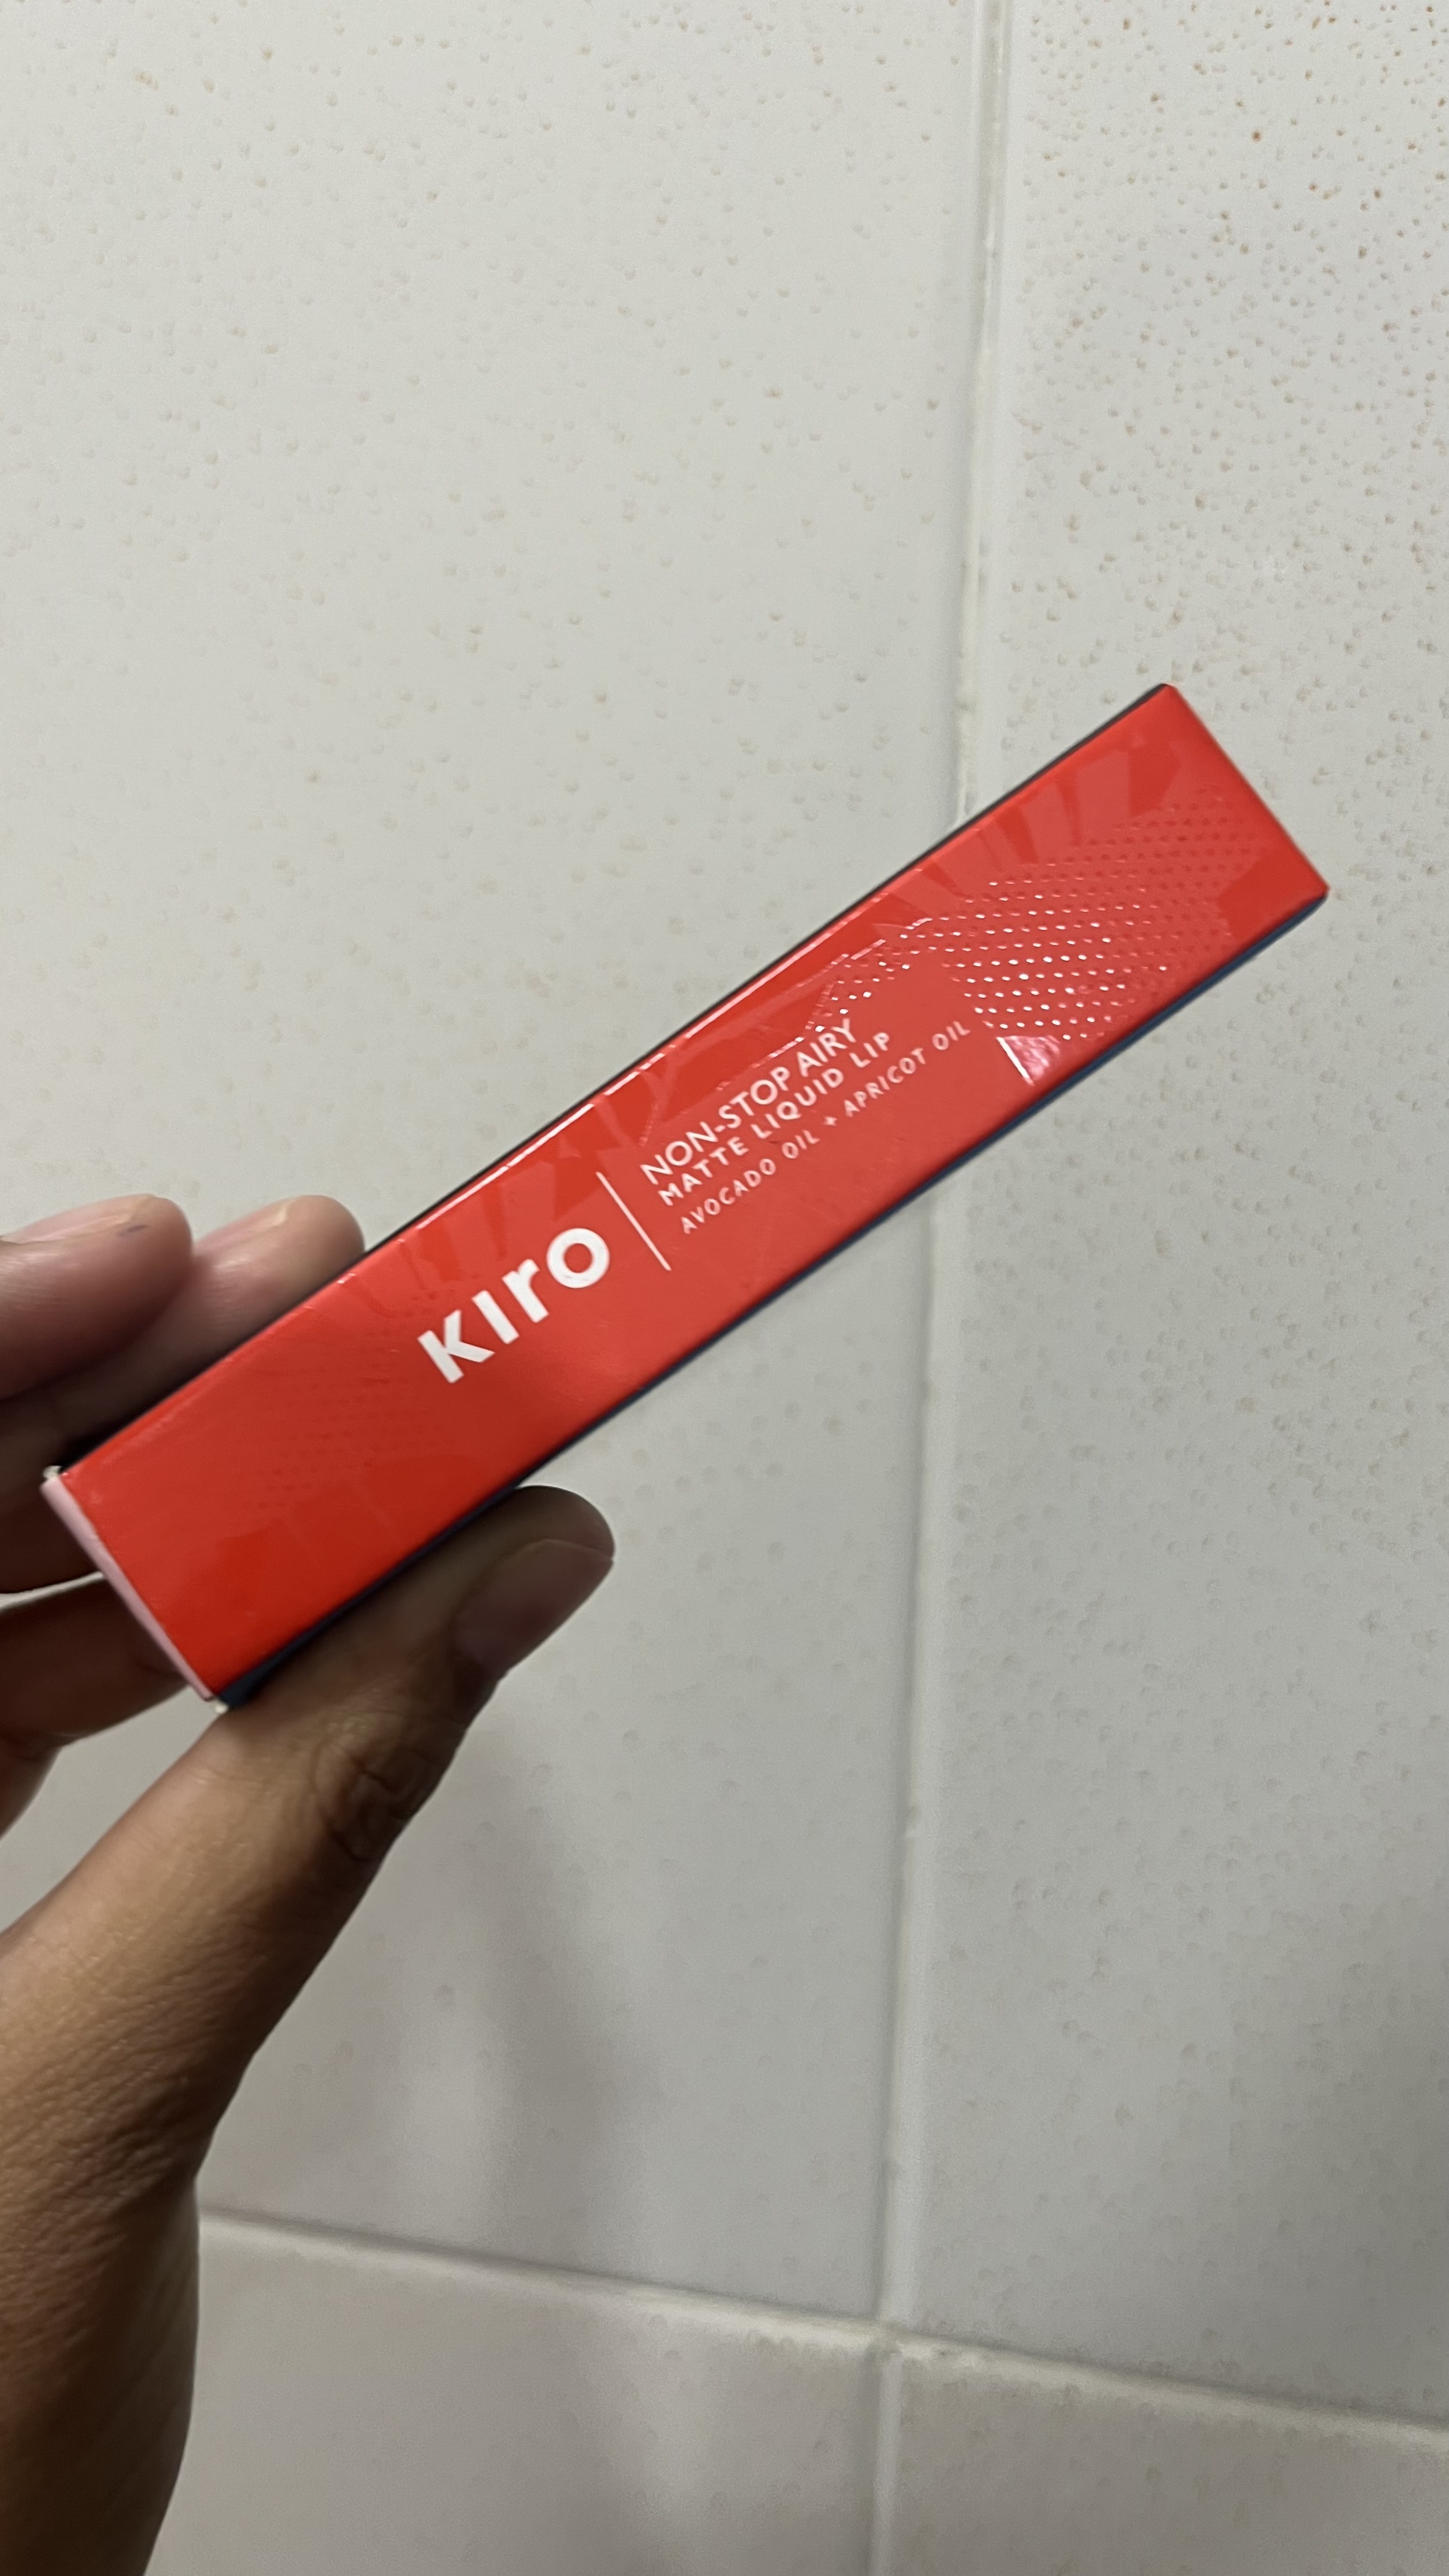 KIrO
NON-STOP AIRY
MATTE LIQUID LIP
AVOCADO OIL + APRICOT OIL